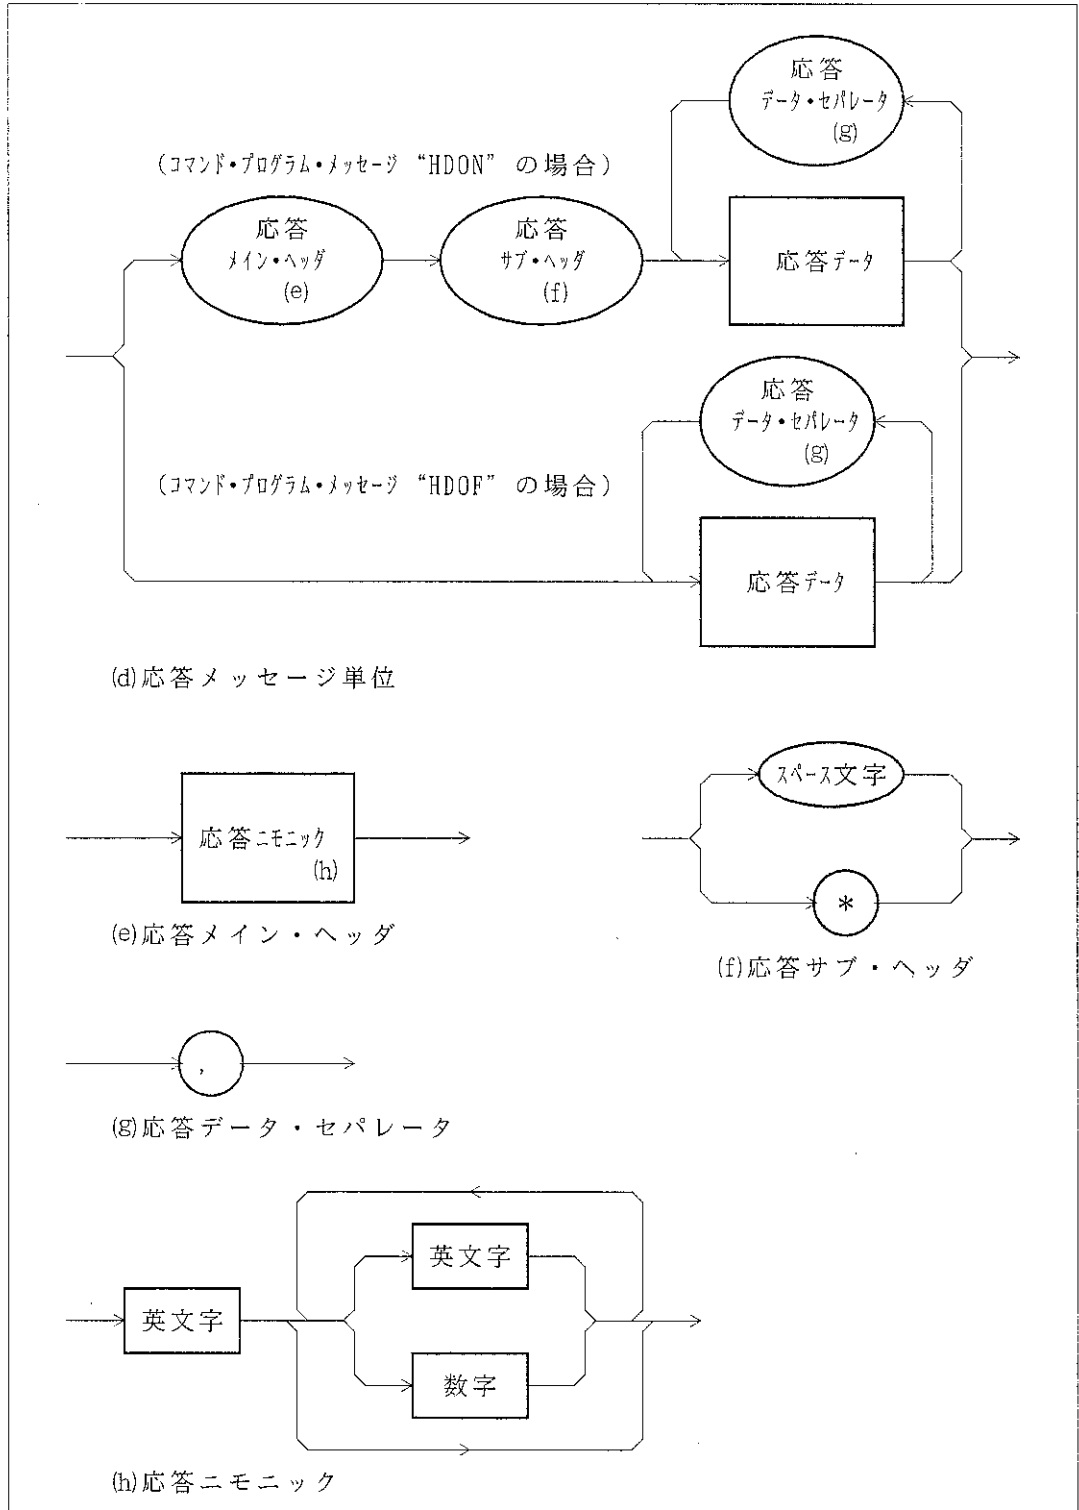 応答
データ・セパレータ
(g)
(コマンド・プログラム・メッセージ “HDON” の場合)
応答
メイン・ヘッダ
(e)
応答
サブ・ヘッダ
(f)
応答データ
応答
データ・セパレータ
(g)
(コマンド・プログラム・メッセージ “HDOF” の場合)
応答データ
(d)応答メッセージ単位
応答ニモニック
(h)
(e)応答メイン・ヘッダ
スペース文字
*
(f)応答サブ・ヘッダ
,
(g)応答データ・セパレータ
英文字
英文字
数字
(h)応答ニモニック